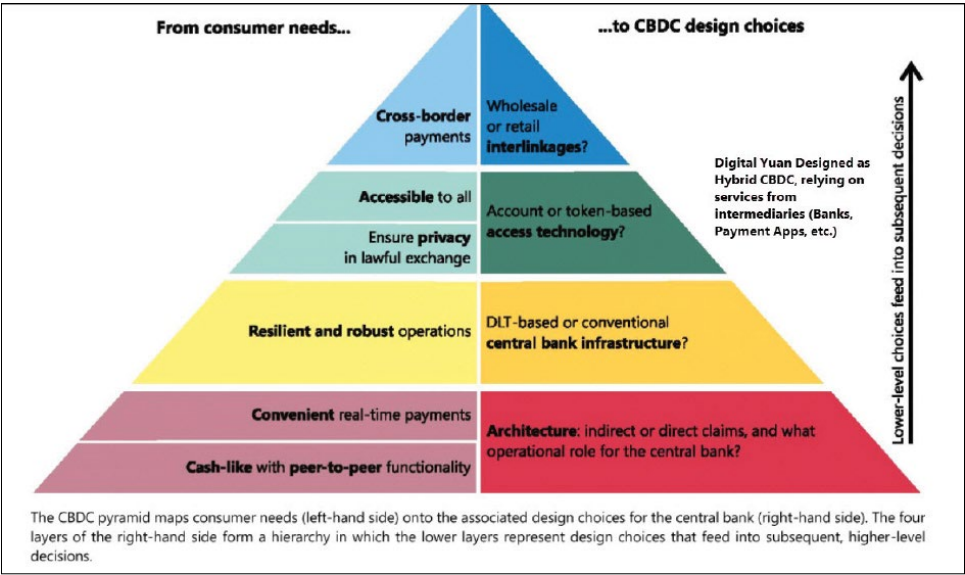 From consumer needs...
...to CBDC design choices
Cross-border
payments
Wholesale
or retail
interlinkages?
Accessible to all
Ensure privacy
in lawful exchange
Account or token-based
access technology?
Digital Yuan Designed as
Hybrid CBDC, relying on
services from
intermediaries (Banks,
Payment Apps, etc.)
Resilient and robust operations
DLT-based or conventional
central bank infrastructure?
Convenient real-time payments
Cash-like with peer-to-peer functionality
Architecture: indirect or direct claims, and what
operational role for the central bank?
Lower-level choices feed into subsequent decisions
The CBDC pyramid maps consumer needs (left-hand side) onto the associated design choices for the central bank (right-hand side). The four
layers of the right-hand side form a hierarchy in which the lower layers represent design choices that feed into subsequent, higher-level
decisions.